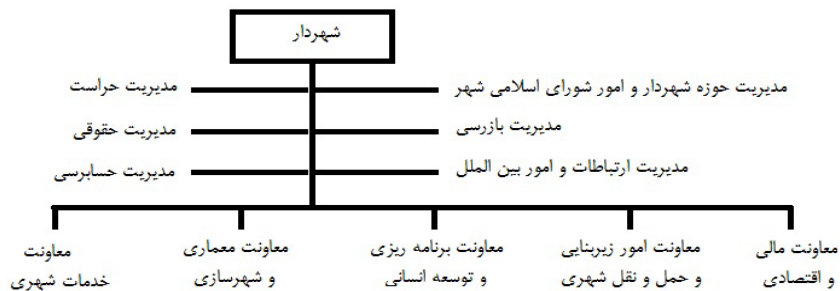 شهردار
مدیریت حوزه شهردار و امور شورای اسلامی شهر
مدیریت حراست
مدیریت بازرسی
مدیریت حقوقی
مدیریت ارتباطات و امور بین الملل
مدیریت حسابرسی
معاونت مالی
و اقتصادی
معاونت امور زیربنایی
و حمل و نقل شهری
معاونت برنامه ریزی
و توسعه انسانی
معاونت معماری
و شهرسازی
معاونت
خدمات شهری